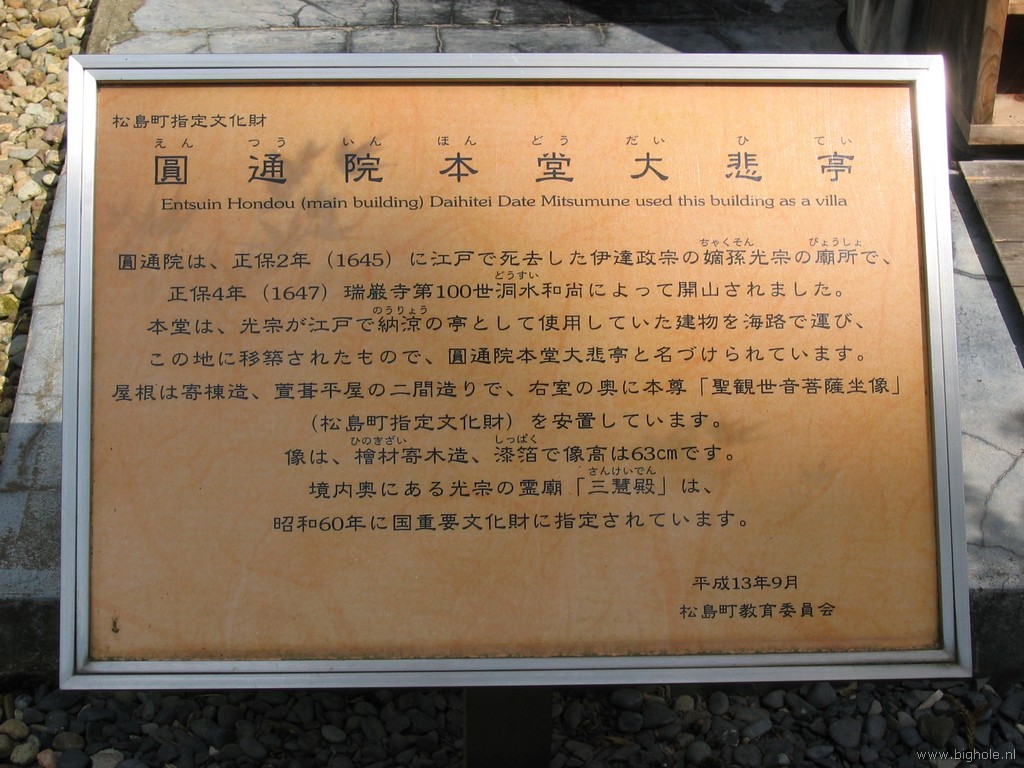 松島町指定文化財
えん つう いん ほん どう だい ひ てい
圓通院本堂大悲亭
Entsuin Hondou (main building) Daihitei Date Mitsumune used this building as a villa
ちゃくそん びょうしょ
圓通院は、正保2年（1645）に江戸で死去した伊達政宗の嫡孫光宗の廟所で、
どうすい
正保4年（1647）瑞巌寺第100世洞水和尚によって開山されました。
のうりょう
本堂は、光宗が江戸で納涼の亭として使用していた建物を海路で運び、
この地に移築されたもので、圓通院本堂大悲亭と名づけられています。
屋根は寄棟造、萱葺平屋の二間造りで、右室の奥に本尊「聖観世音菩薩坐像」
（松島町指定文化財）を安置しています。
ひのきざい しっぱく
像は、檜材寄木造、漆箔で像高は63cmです。
さんけいでん
境内奥にある光宗の霊廟「三慧殿」は、
昭和60年に国重要文化財に指定されています。
平成13年9月
松島町教育委員会
www.bighole.nl